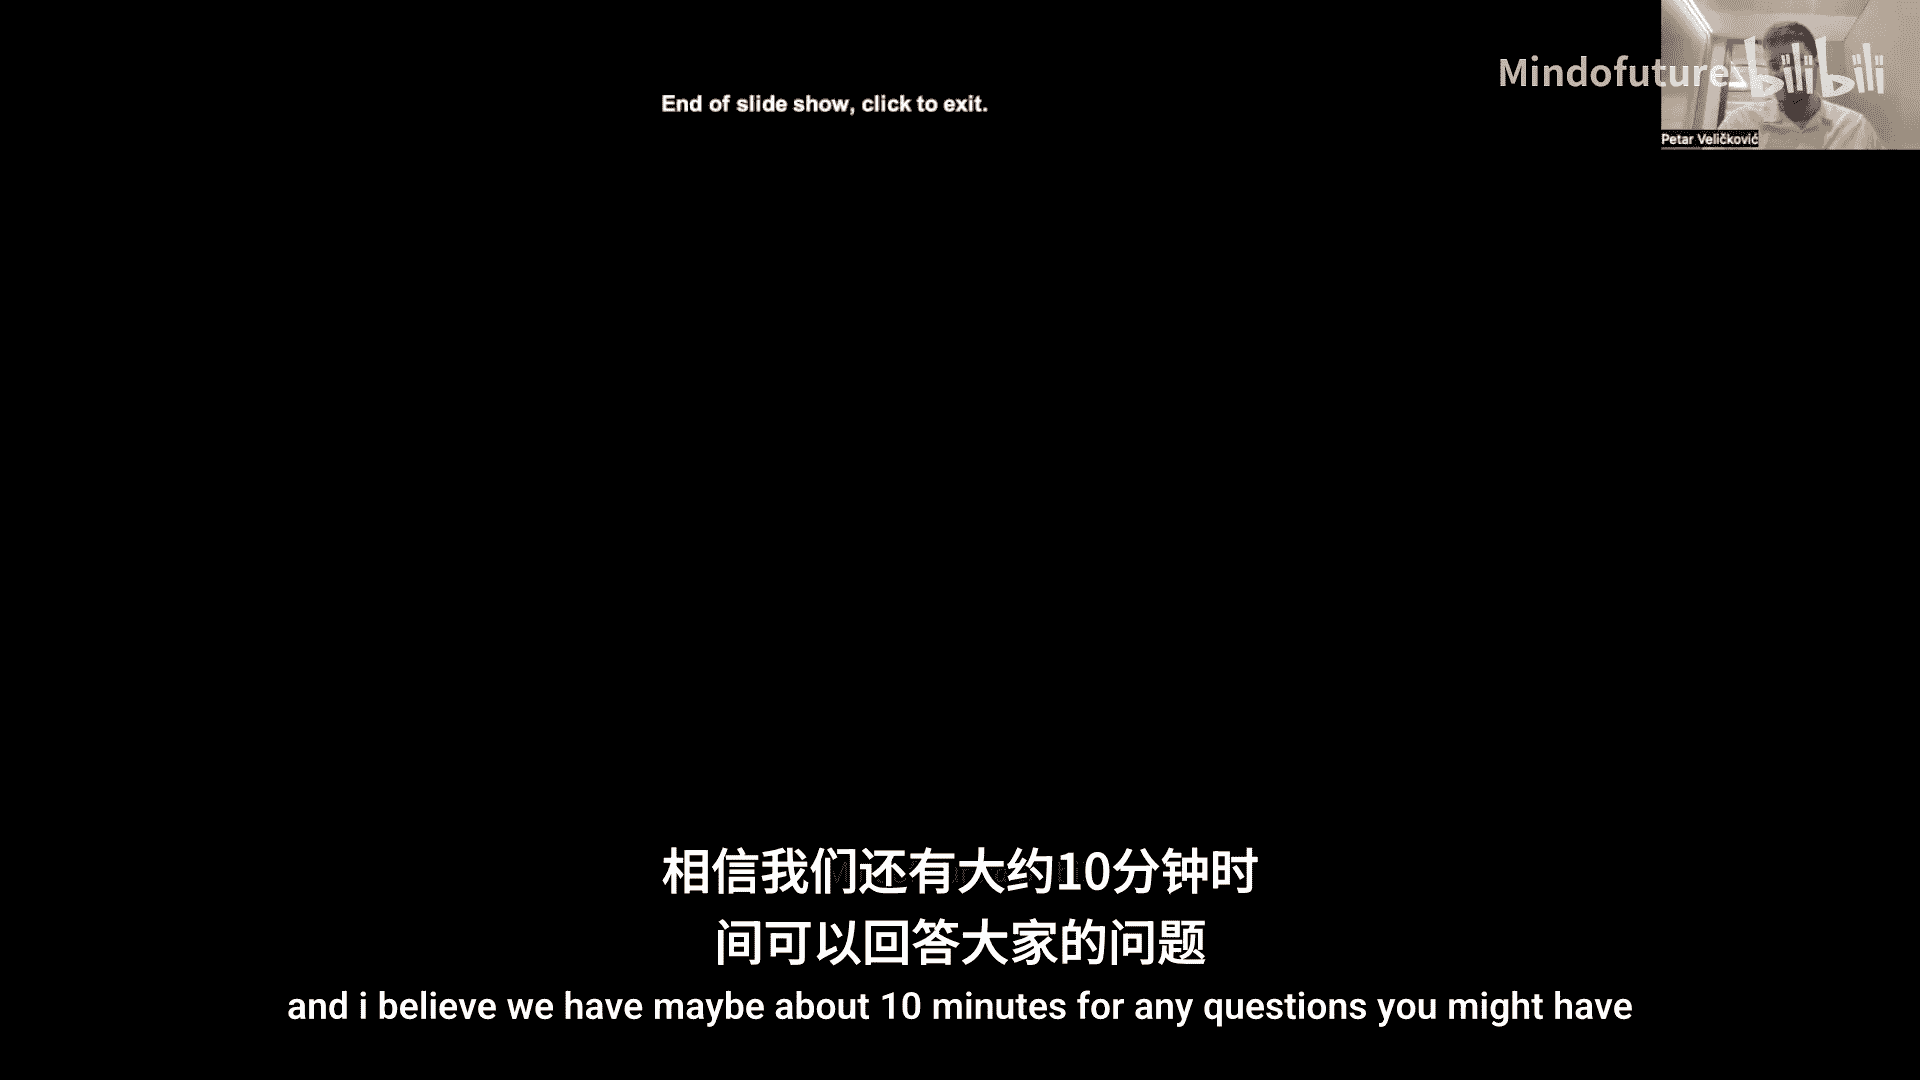 Mindofuturez bilibili
End of slide show, click to exit.
Petar Veličković
相信我们还有大约10分钟时
间可以回答大家的问题
and i believe we have maybe about 10 minutes for any questions you might have